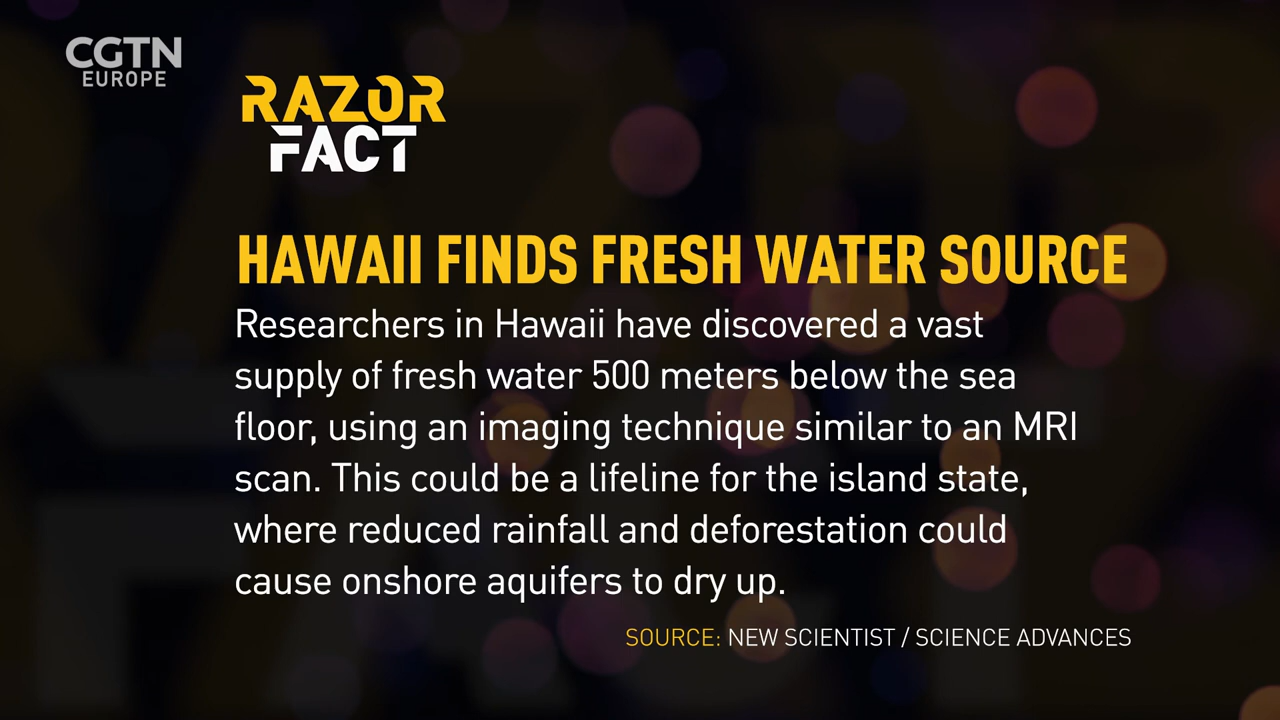 CGTN
EUROPE
RAZOR
FACT
HAWAII FINDS FRESH WATER SOURCE
Researchers in Hawaii have discovered a vast
supply of fresh water 500 meters below the sea
floor, using an imaging technique similar to an MRI
scan. This could be a lifeline for the island state,
where reduced rainfall and deforestation could
cause onshore aquifers to dry up.
SOURCE: NEW SCIENTIST / SCIENCE ADVANCES